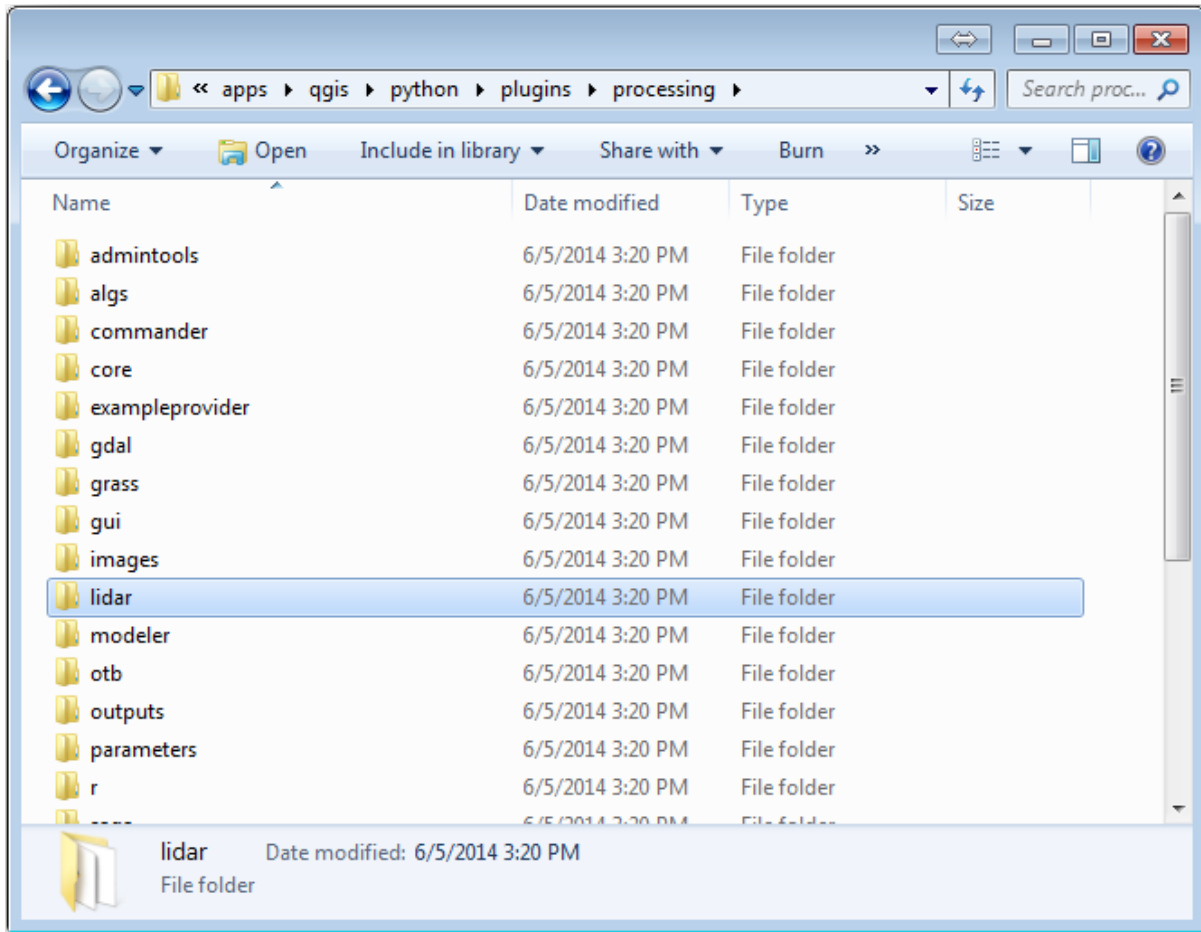 « apps ▸ qgis ▸ python ▸ plugins ▸ processing ▸ Search proc...
Organize ▼ Open Include in library ▼ Share with ▼ Burn »
Name Date modified Type Size
admintools 6/5/2014 3:20 PM File folder
algs 6/5/2014 3:20 PM File folder
commander 6/5/2014 3:20 PM File folder
core 6/5/2014 3:20 PM File folder
exampleprovider 6/5/2014 3:20 PM File folder
gdal 6/5/2014 3:20 PM File folder
grass 6/5/2014 3:20 PM File folder
gui 6/5/2014 3:20 PM File folder
images 6/5/2014 3:20 PM File folder
lidar 6/5/2014 3:20 PM File folder
modeler 6/5/2014 3:20 PM File folder
otb 6/5/2014 3:20 PM File folder
outputs 6/5/2014 3:20 PM File folder
parameters 6/5/2014 3:20 PM File folder
r 6/5/2014 3:20 PM File folder
6/5/2014 3:20 PM File folder
lidar Date modified: 6/5/2014 3:20 PM
File folder